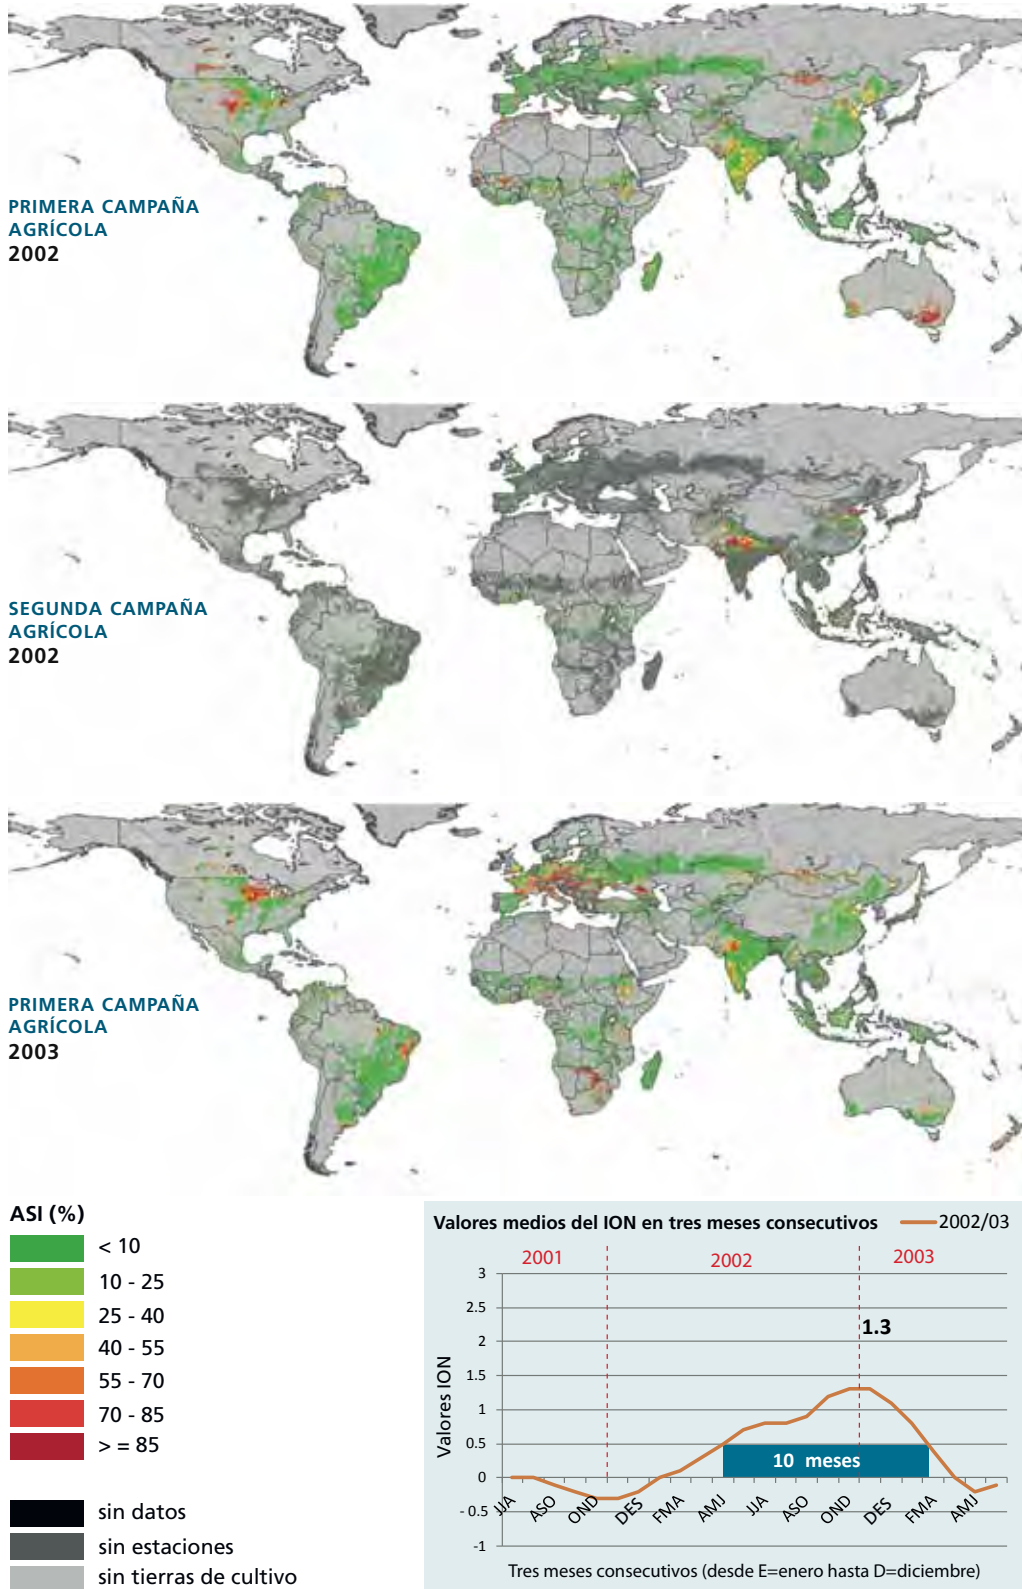 PRIMERA CAMPAÑA
AGRÍCOLA
2002
SEGUNDA CAMPAÑA
AGRÍCOLA
2002
PRIMERA CAMPAÑA
AGRÍCOLA
2003
ASI (%)
< 10
10 - 25
25 - 40
40 - 55
55 - 70
70 - 85
> = 85
sin datos
sin estaciones
sin tierras de cultivo
Valores medios del ION en tres meses consecutivos
2002/03
2001
2002
2003
3
2.5
2
1.5
1
0.5
0
- 0.5
-1
Valores ION
1.3
10 meses
JJA
ASO
OND
DES
FMA
AMJ
JJA
ASO
OND
DES
FMA
AMJ
Tres meses consecutivos (desde E=enero hasta D=diciembre)